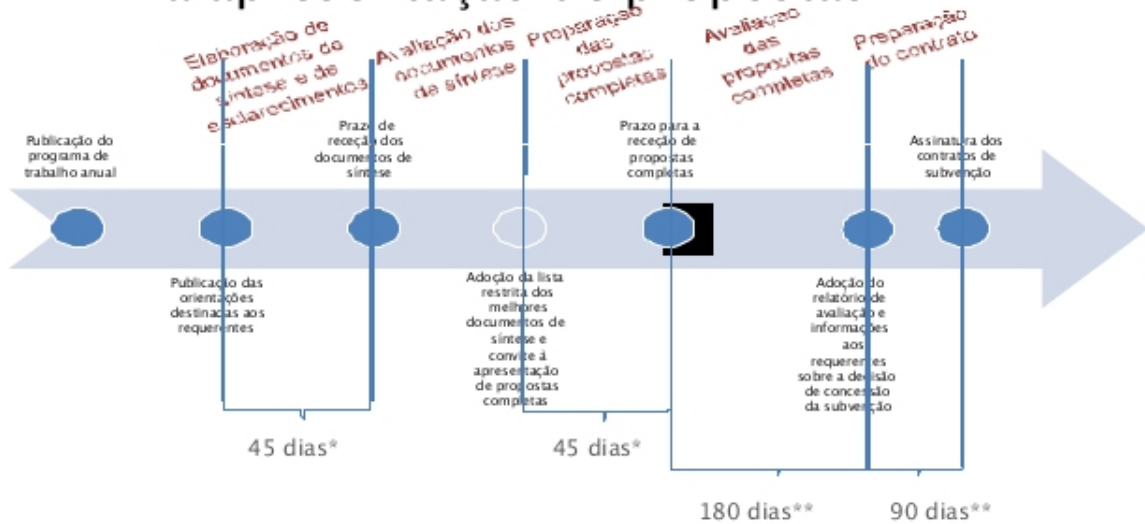 Elaboração de
documentos de
síntese e de
esclarecimentos
Avaliação dos
documentos
de síntese
Preparação
das
propostas
completas
Avaliação
das
propostas
completas
Preparação
do contrato
Publicação do
programa de
trabalho anual
Prazo de
receção dos
documentos de
síntese
Prazo para a
receção de
propostas
completas
Assinatura dos
contratos de
subvenção
Publicação das
orientações
destinadas aos
requerentes
Adoção da lista
restrita dos
melhores
documentos de
síntese e
convite à
apresentação
de propostas
completas
Adoção do
relatório de
avaliação e
informações
aos
requerentes
sobre a decisão
de concessão
da subvenção
45 dias*
45 dias*
180 dias**
90 dias**